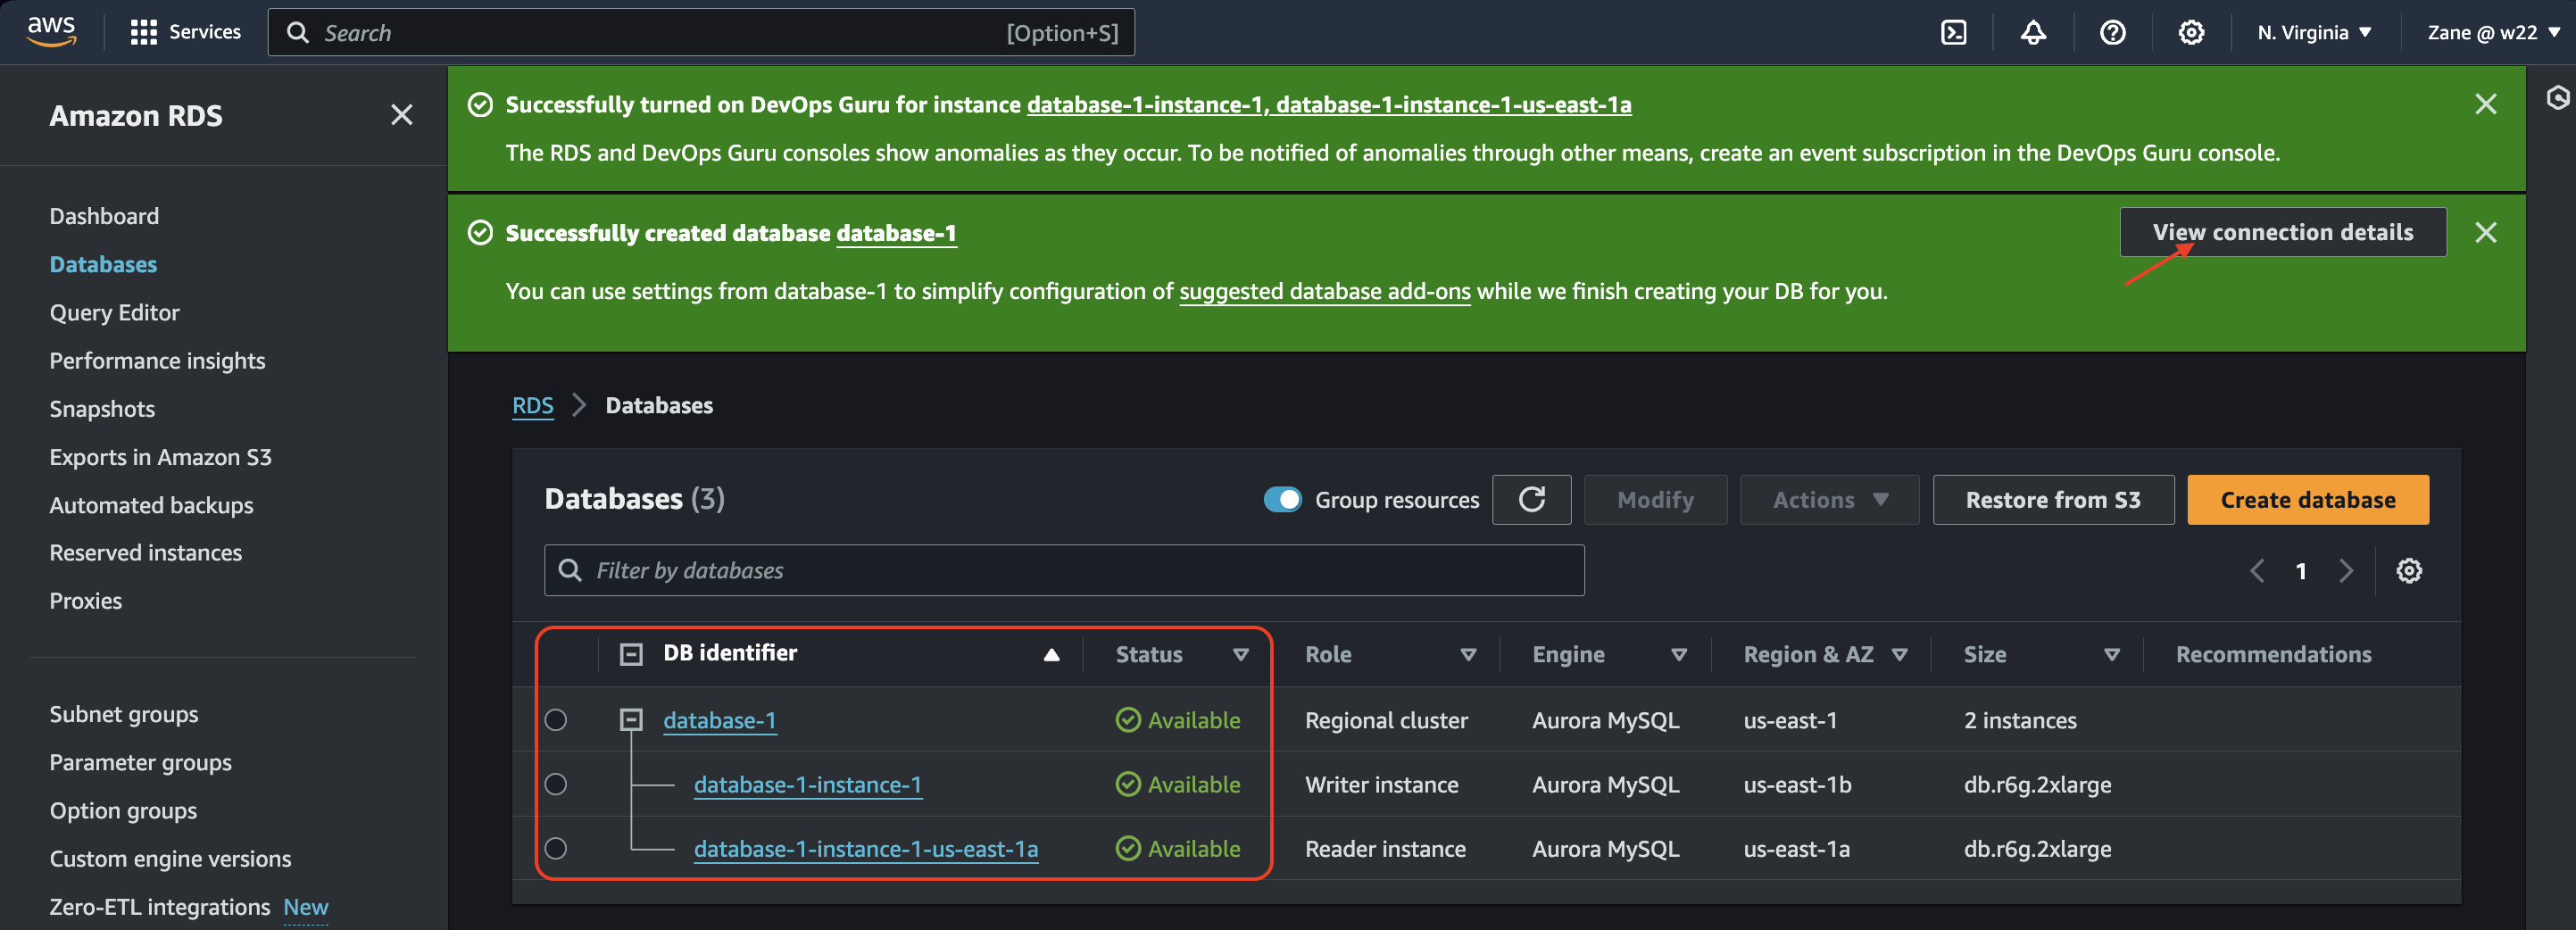 aws
Services
Search
[Option+S]
N. Virginia
Zane @ w22
Amazon RDS
Dashboard
Databases
Query Editor
Performance insights
Snapshots
Exports in Amazon S3
Automated backups
Reserved instances
Proxies
Subnet groups
Parameter groups
Option groups
Custom engine versions
Zero-ETL integrations New
Successfully turned on DevOps Guru for instance database-1-instance-1, database-1-instance-1-us-east-1a
The RDS and DevOps Guru consoles show anomalies as they occur. To be notified of anomalies through other means, create an event subscription in the DevOps Guru console.
Successfully created database database-1
View connection details
You can use settings from database-1 to simplify configuration of suggested database add-ons while we finish creating your DB for you.
RDS Databases
Databases (3)
Group resources
Modify
Actions
Restore from S3
Create database
Filter by databases
1
DB identifier Status Role Engine Region & AZ Size Recommendations
database-1 Available Regional cluster Aurora MySQL us-east-1 2 instances
database-1-instance-1 Available Writer instance Aurora MySQL us-east-1b db.r6g.2xlarge
database-1-instance-1-us-east-1a Available Reader instance Aurora MySQL us-east-1a db.r6g.2xlarge